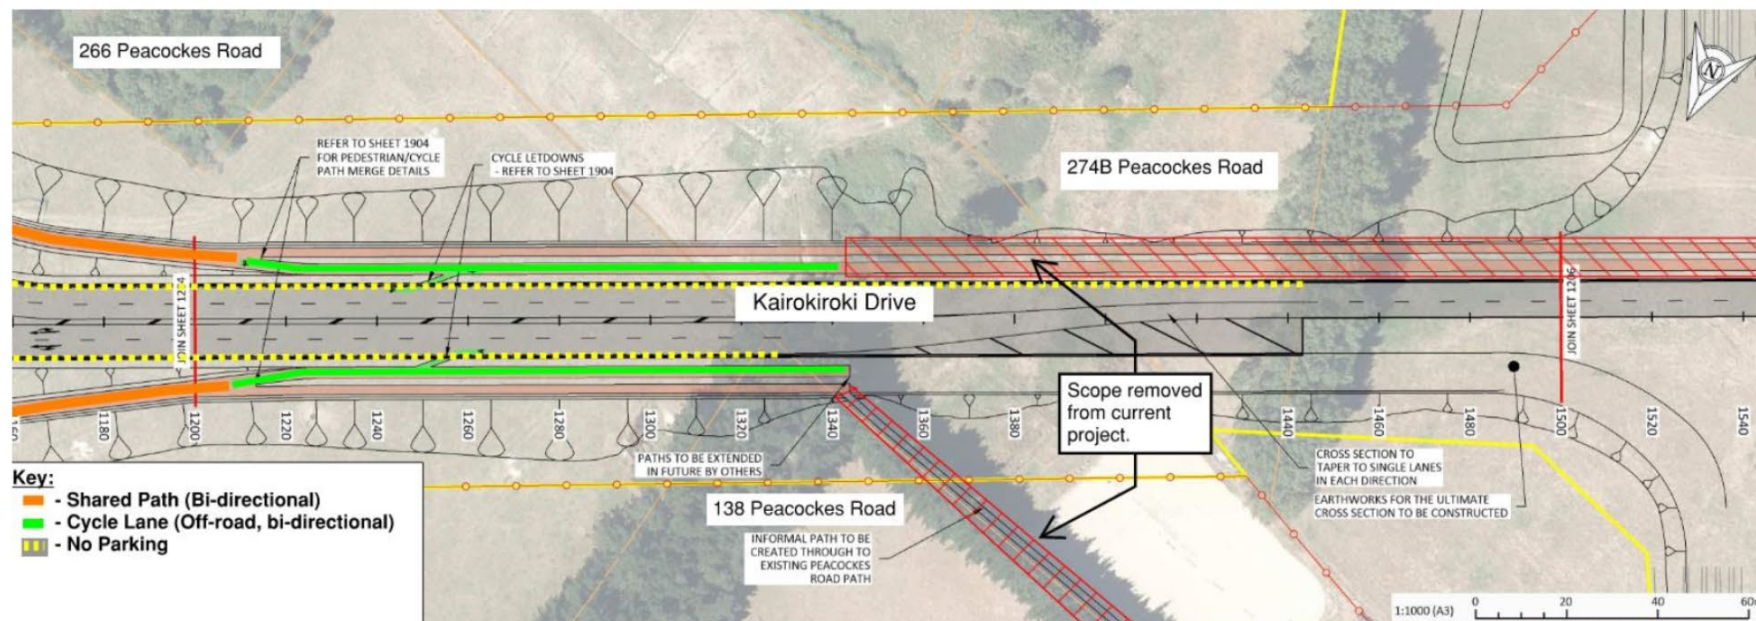 266 Peacockes Road
N
REFER TO SHEET 1904
FOR PEDESTRIAN/CYCLE
PATH MERGE DETAILS
CYCLE LETDOWNS
- REFER TO SHEET 1904
274B Peacockes Road
JOIN SHEET 1204
Kairokiroki Drive
JOIN SHEET 1206
Scope removed
from current
project.
1180
1200
1220
1240
1260
1280
1300
1320
1340
1360
1380
1440
1460
1480
1500
1520
1540
PATHS TO BE EXTENDED
IN FUTURE BY OTHERS
CROSS SECTION TO
TAPER TO SINGLE LANES
IN EACH DIRECTION
EARTHWORKS FOR THE ULTIMATE
CROSS SECTION TO BE CONSTRUCTED
138 Peacockes Road
INFORMAL PATH TO BE
CREATED THROUGH TO
EXISTING PEACOCKES
ROAD PATH
Key:
- Shared Path (Bi-directional)
- Cycle Lane (Off-road, bi-directional)
- No Parking
1:1000 (A3)
0 20 40